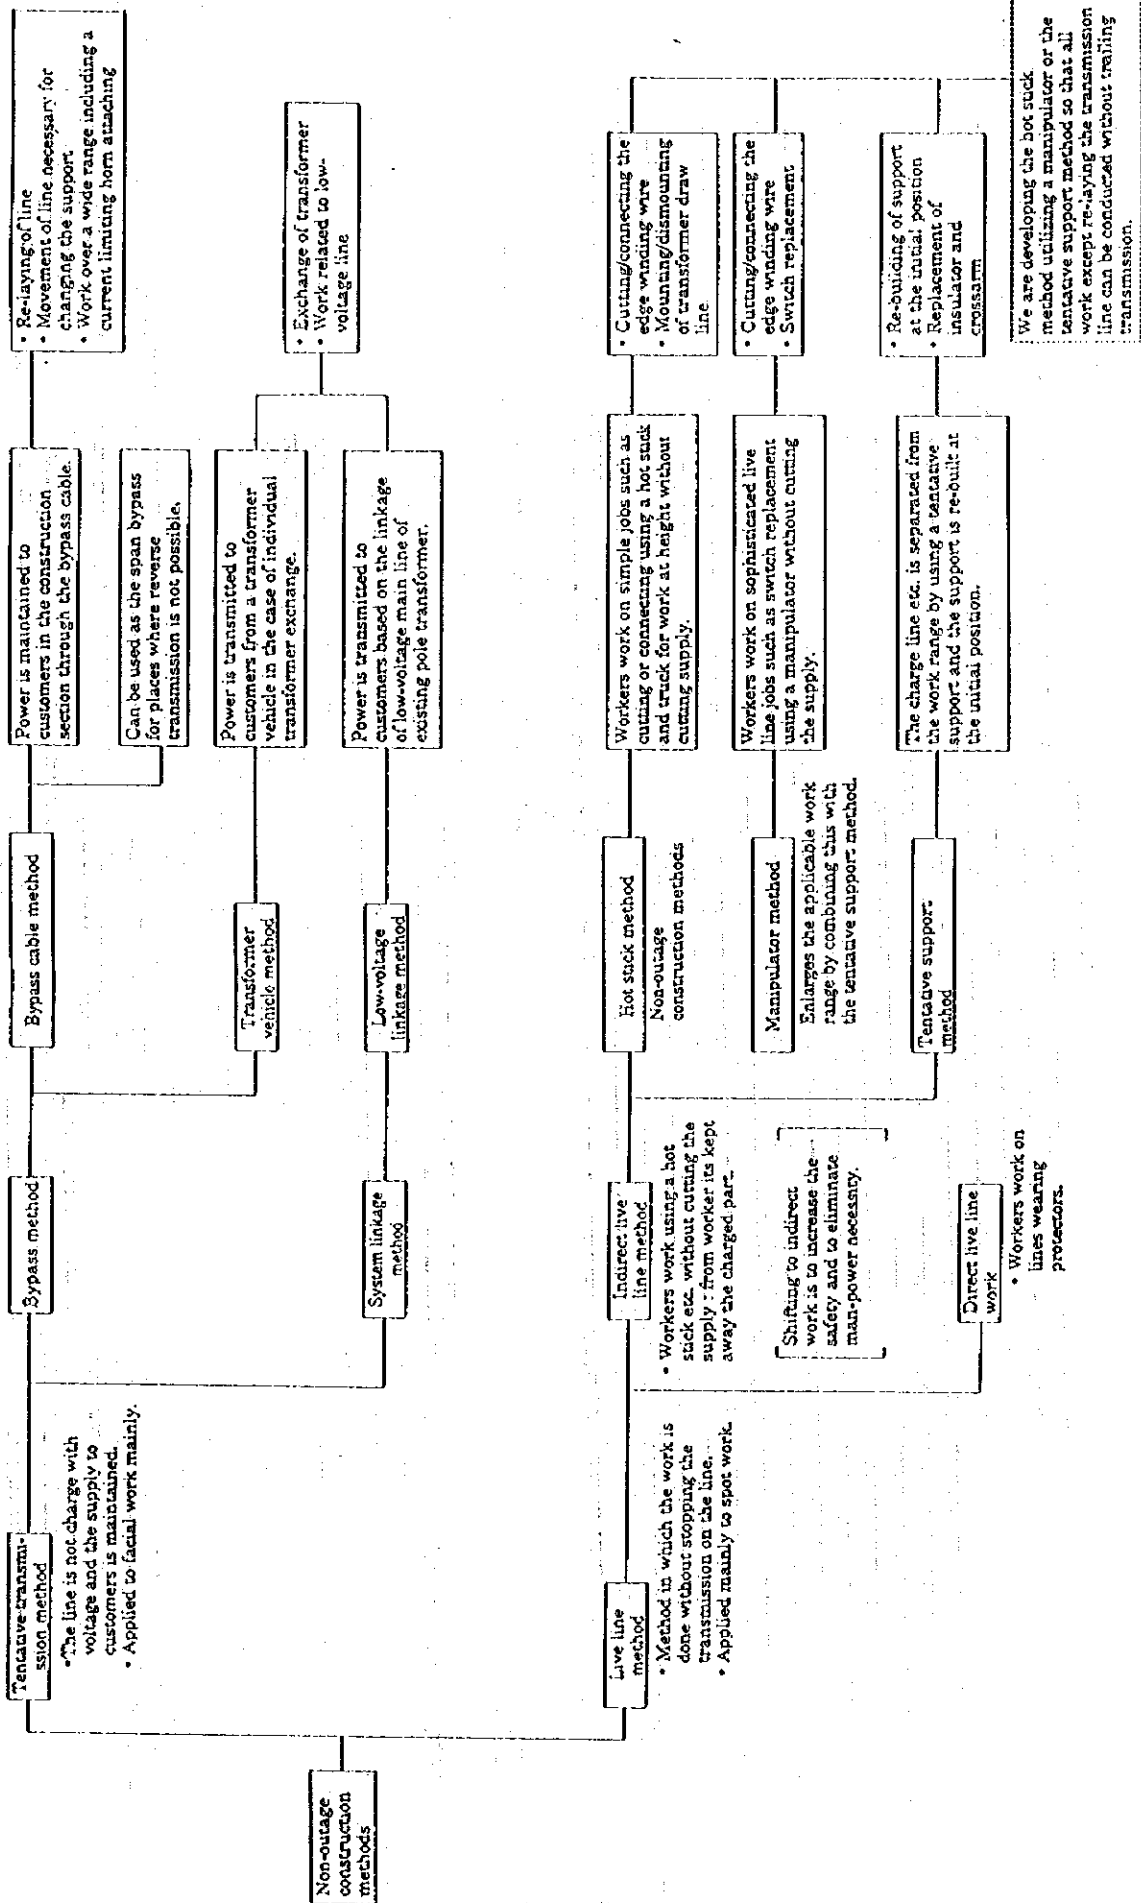 Non-outage
construction
methods
Tentative transmi-
ssion method
• The line is not charge with
voltage and the supply to
customers is maintained.
• Applied to facial work mainly.
Bypass method
Bypass cable method
Power is maintained to
customers in the construction
section through the bypass cable.
• Re-laying of line
• Movement of line necessary for
changing the support
• Work over a wide range including a
current limiting horn attaching
Can be used as the span bypass
for places where reverse
transmission is not possible.
Transformer
vehicle method
Power is transmitted to
customers from a transformer
vehicle in the case of individual
transformer exchange.
• Exchange of transformer
• Work related to low-
voltage line
System linkage
method
Low-voltage
linkage method
Power is transmitted to
customers based on the linkage
of low-voltage main line of
existing pole transformer.
Live line
method
• Method in which the work is
done without stopping the
transmission on the line.
• Applied mainly to spot work.
Indirect live
line method
• Workers work using a hot
stick etc. without cutting the
supply : from worker its kept
away the charged part.
Shifting to indirect
work is to increase the
safety and to eliminate
man-power necessity.
Direct live line
work
• Workers work on
lines wearing
protectors.
Hot stick method
Non-outage
construction methods
Workers work on simple jobs such as
cutting or connecting using a hot stick
and truck for work at height without
cutting supply.
• Cutting/connecting the
edge winding wire
• Mounting/dismounting
of transformer draw
line
Manipulator method
Enlarges the applicable work
range by combining this with
the tentative support method.
Workers work on sophisticated live
line jobs such as switch replacement
using a manipulator without cutting
the supply.
• Cutting/connecting the
edge winding wire
• Switch replacement
Tentative support
method
The charge line etc. is separated from
the work range by using a tentative
support and the support is re-built at
the initial position.
• Re-building of support
at the initial position
• Replacement of
insulator and
crossarm
We are developing the hot stick
method utilizing a manipulator or the
tentative support method so that all
work except re-laying the transmission
line can be conducted without trailing
transmission.